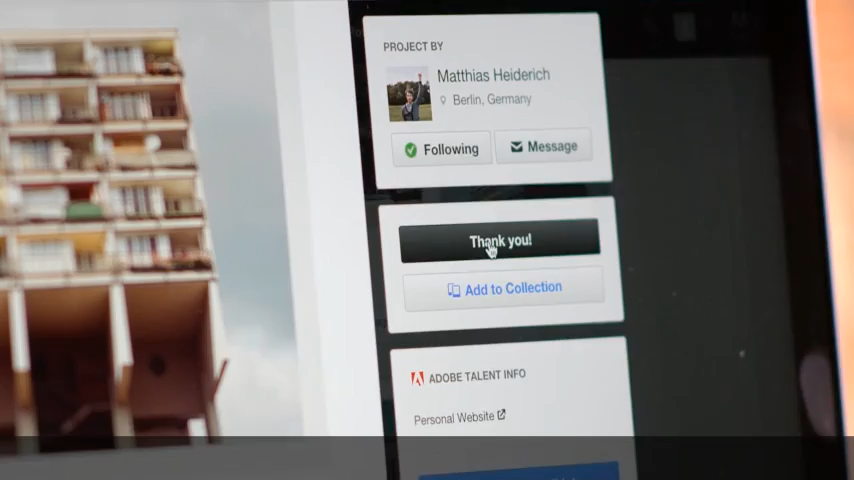 PROJECT BY
Matthias Heiderich
Berlin, Germany
Following
Message
Thank you!
Add to Collection
ADOBE TALENT INFO
Personal Website